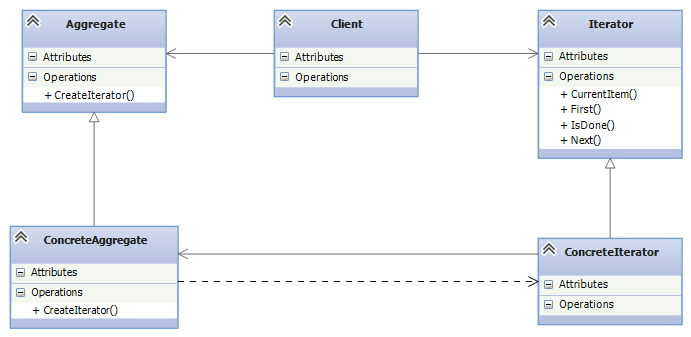 Aggregate
Attributes
Operations
+ CreateIterator()
Client
Attributes
Operations
Iterator
Attributes
Operations
+ CurrentItem()
+ First()
+ IsDone()
+ Next()
ConcreteAggregate
Attributes
Operations
+ CreateIterator()
ConcreteIterator
Attributes
Operations